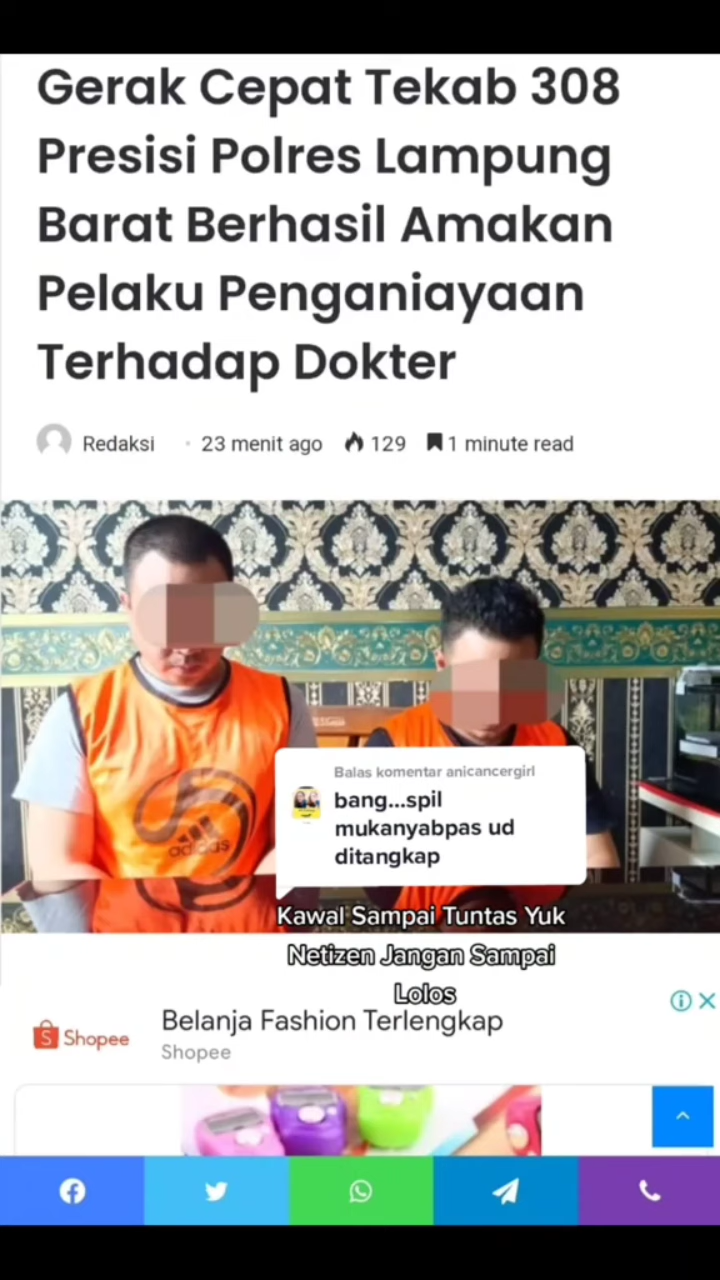 Gerak Cepat Tekab 308
Presisi Polres Lampung
Barat Berhasil Amakan
Pelaku Penganiayaan
Terhadap Dokter
Redaksi 23 menit ago 129 1 minute read
adidas
Balas komentar anicancergirl
bang...spil
mukanyabpas ud
ditangkap
Kawal Sampai Tuntas Yuk
Netizen Jangan Sampai
Lolos
Shopee
Belanja Fashion Terlengkap
Shopee